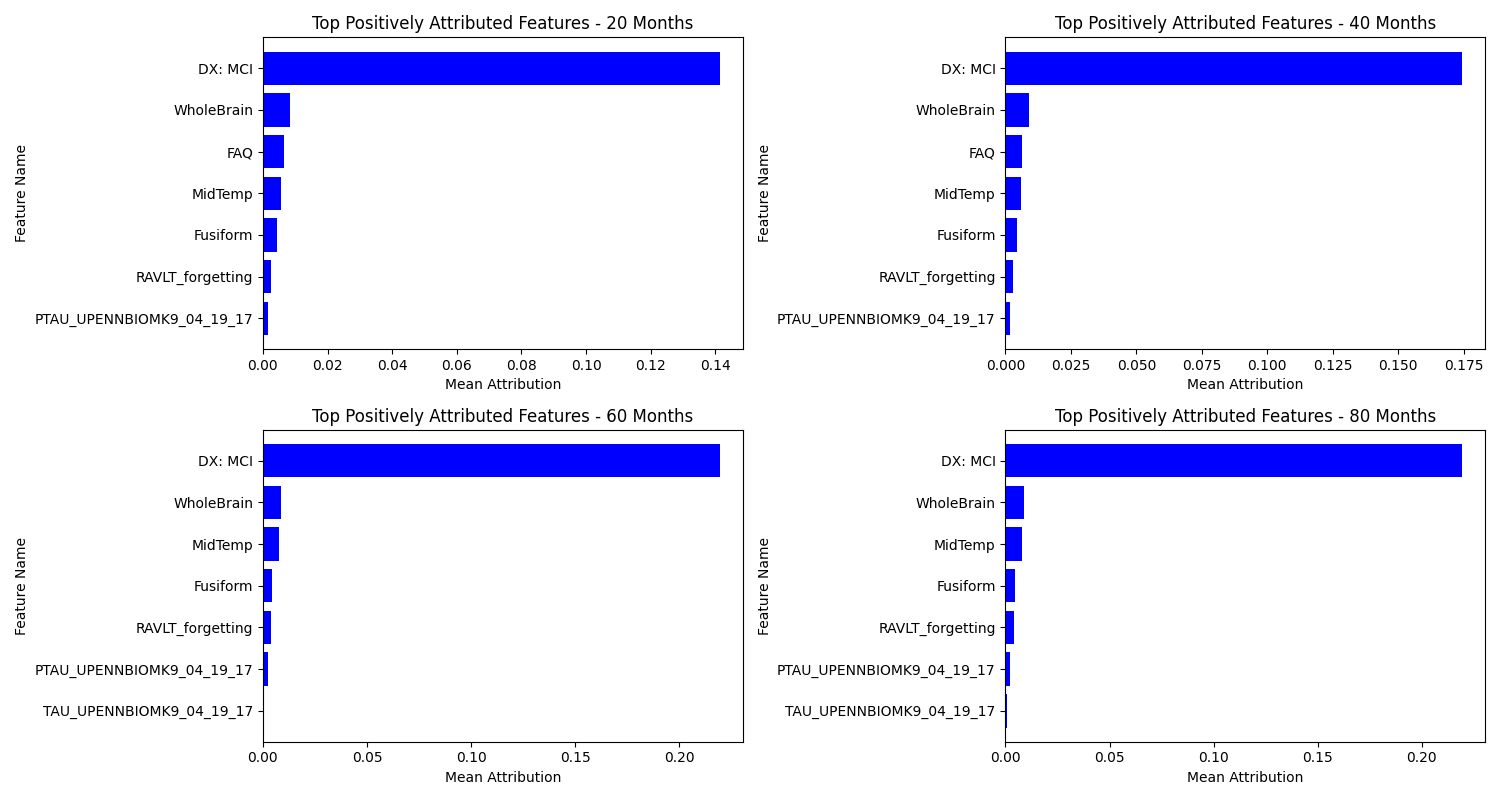 Top Positively Attributed Features - 20 Months
Feature Name
DX: MCI
WholeBrain
FAQ
MidTemp
Fusiform
RAVLT_forgetting
PTAU_UPENNBIOMK9_04_19_17
0.00 0.02 0.04 0.06 0.08 0.10 0.12 0.14
Mean Attribution
Top Positively Attributed Features - 40 Months
Feature Name
DX: MCI
WholeBrain
FAQ
MidTemp
Fusiform
RAVLT_forgetting
PTAU_UPENNBIOMK9_04_19_17
0.000 0.025 0.050 0.075 0.100 0.125 0.150 0.175
Mean Attribution
Top Positively Attributed Features - 60 Months
Feature Name
DX: MCI
WholeBrain
MidTemp
Fusiform
RAVLT_forgetting
PTAU_UPENNBIOMK9_04_19_17
TAU_UPENNBIOMK9_04_19_17
0.00 0.05 0.10 0.15 0.20
Mean Attribution
Top Positively Attributed Features - 80 Months
Feature Name
DX: MCI
WholeBrain
MidTemp
Fusiform
RAVLT_forgetting
PTAU_UPENNBIOMK9_04_19_17
TAU_UPENNBIOMK9_04_19_17
0.00 0.05 0.10 0.15 0.20
Mean Attribution